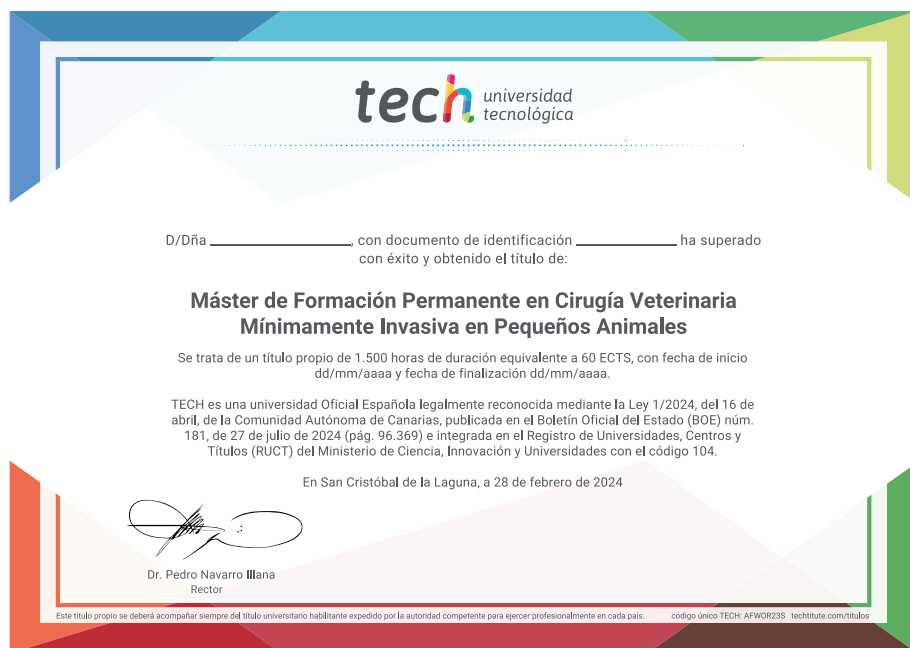 tech universidad
tecnológica
D/Dña ______________, con documento de identificación __________ ha superado
con éxito y obtenido el título de:
Máster de Formación Permanente en Cirugía Veterinaria
Mínimamente Invasiva en Pequeños Animales
Se trata de un título propio de 1.500 horas de duración equivalente a 60 ECTS, con fecha de inicio
dd/mm/aaaa y fecha de finalización dd/mm/aaaa.
TECH es una universidad Oficial Española legalmente reconocida mediante la Ley 1/2024, del 16 de
abril, de la Comunidad Autónoma de Canarias, publicada en el Boletín Oficial del Estado (BOE) núm.
181, de 27 de julio de 2024 (pág. 96.369) e integrada en el Registro de Universidades, Centros y
Títulos (RUCT) del Ministerio de Ciencia, Innovación y Universidades con el código 104.
En San Cristóbal de la Laguna, a 28 de febrero de 2024
Dr. Pedro Navarro Illana
Rector
Este título propio se deberá acompañar siempre del título universitario habilitante expedido por la autoridad competente para ejercer profesionalmente en cada país. código único TECH: AFWOR23S techtitute.com/titulos